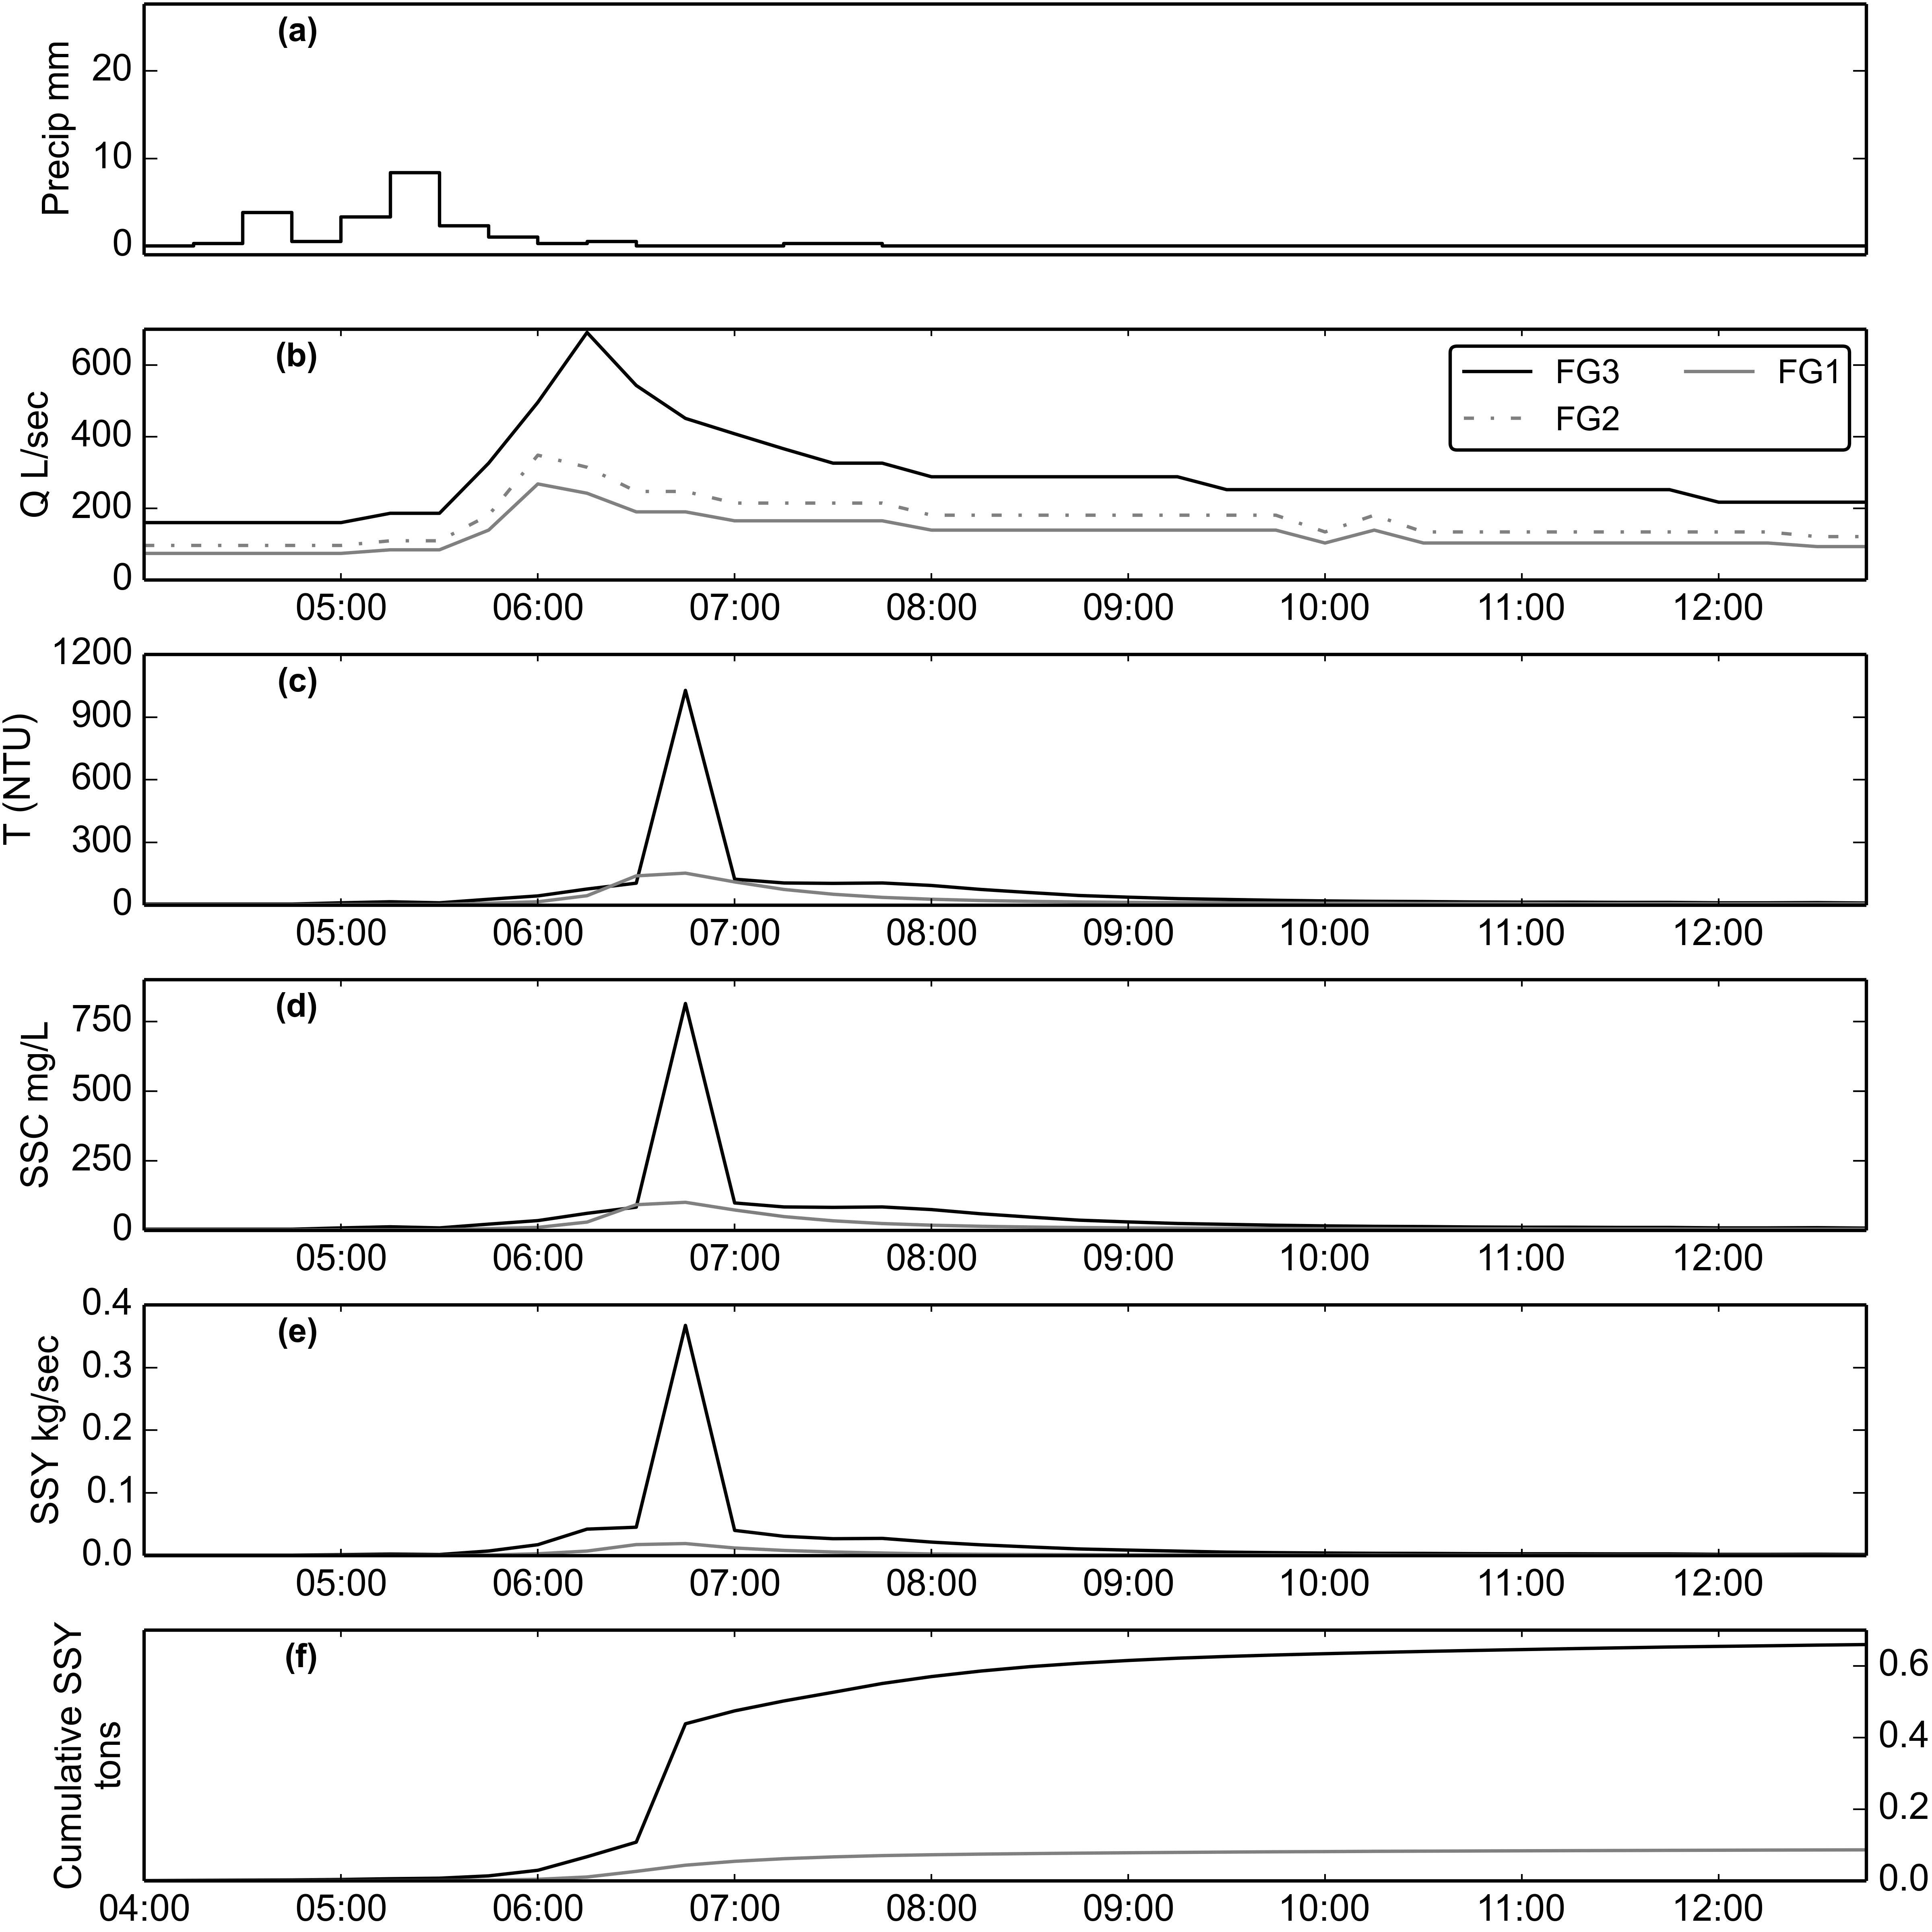 (a)
Precip mm
20
10
0
(b)
Q L/sec
600
400
200
0
FG3 FG1
FG2
05:00 06:00 07:00 08:00 09:00 10:00 11:00 12:00
(c)
T (NTU)
1200
900
600
300
0
05:00 06:00 07:00 08:00 09:00 10:00 11:00 12:00
(d)
SSC mg/L
750
500
250
0
05:00 06:00 07:00 08:00 09:00 10:00 11:00 12:00
(e)
SSY kg/sec
0.4
0.3
0.2
0.1
0.0
05:00 06:00 07:00 08:00 09:00 10:00 11:00 12:00
(f)
Cumulative SSY
tons
0.6
0.4
0.2
0.0
04:00 05:00 06:00 07:00 08:00 09:00 10:00 11:00 12:00